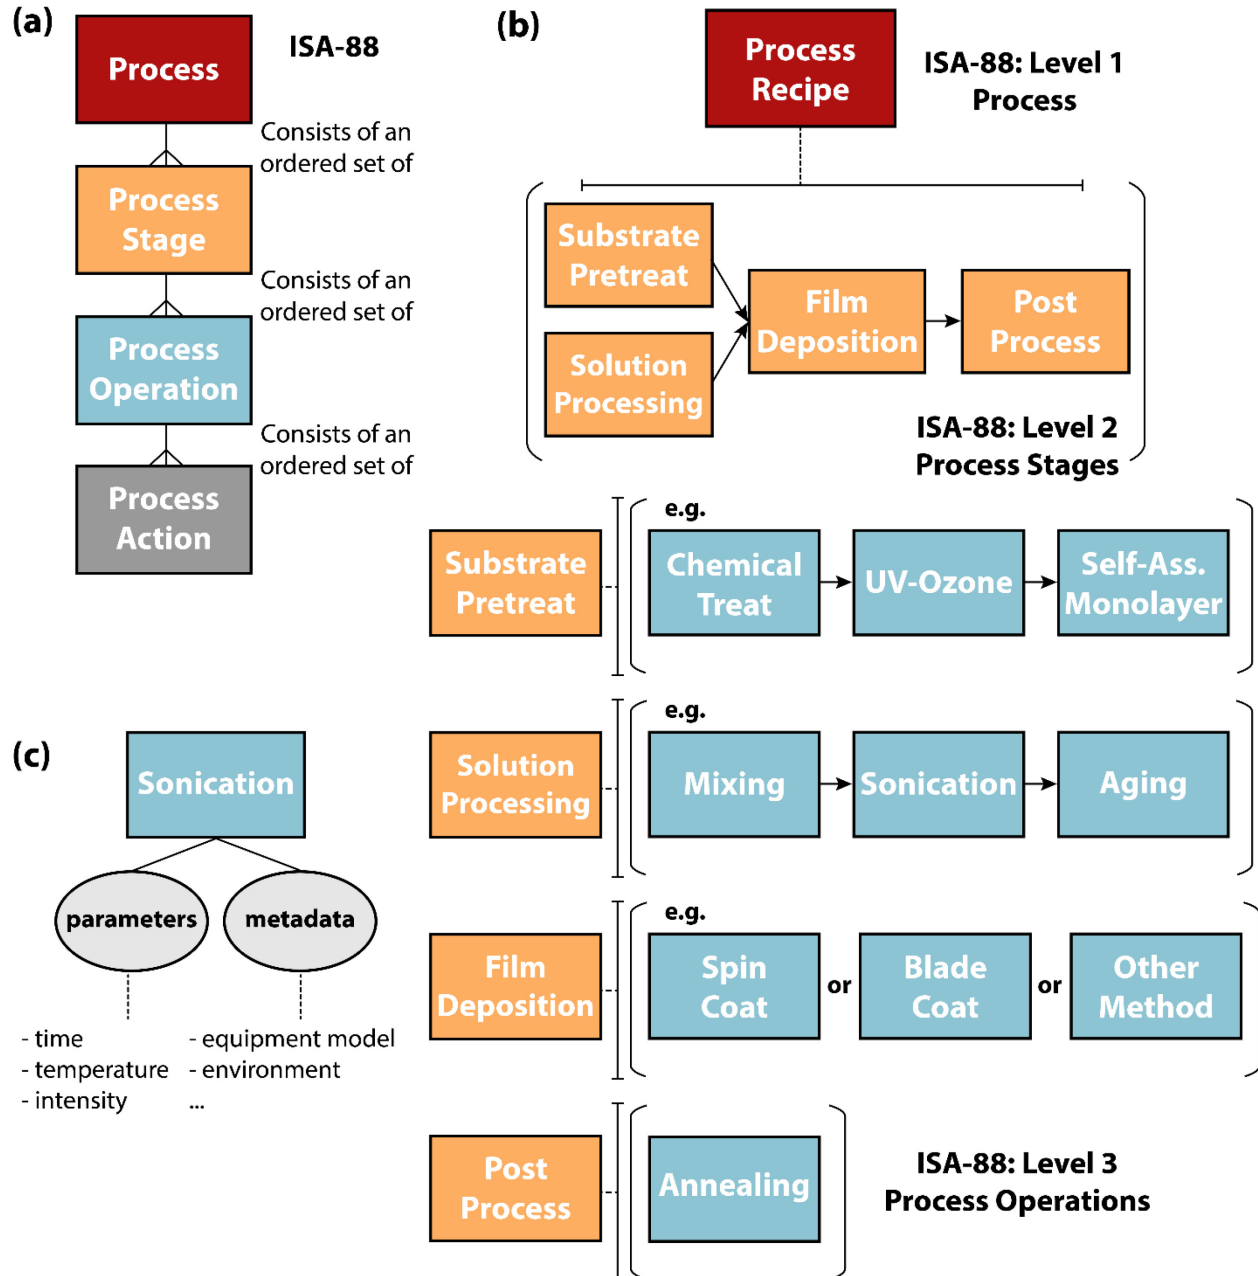 (a)
ISA-88
Process
Consists of an
ordered set of
Process
Stage
Consists of an
ordered set of
Process
Operation
Consists of an
ordered set of
Process
Action
(b)
Process
Recipe
ISA-88: Level 1
Process
Substrate
Pretreat
Solution
Processing
Film
Deposition
Post
Process
ISA-88: Level 2
Process Stages
Substrate
Pretreat
e.g.
Chemical
Treat
UV-Ozone
Self-Ass.
Monolayer
Solution
Processing
e.g.
Mixing
Sonication
Aging
Film
Deposition
e.g.
Spin
Coat
or
Blade
Coat
or
Other
Method
Post
Process
Annealing
ISA-88: Level 3
Process Operations
(c)
Sonication
parameters
- time
- temperature
- intensity
metadata
- equipment model
- environment
...